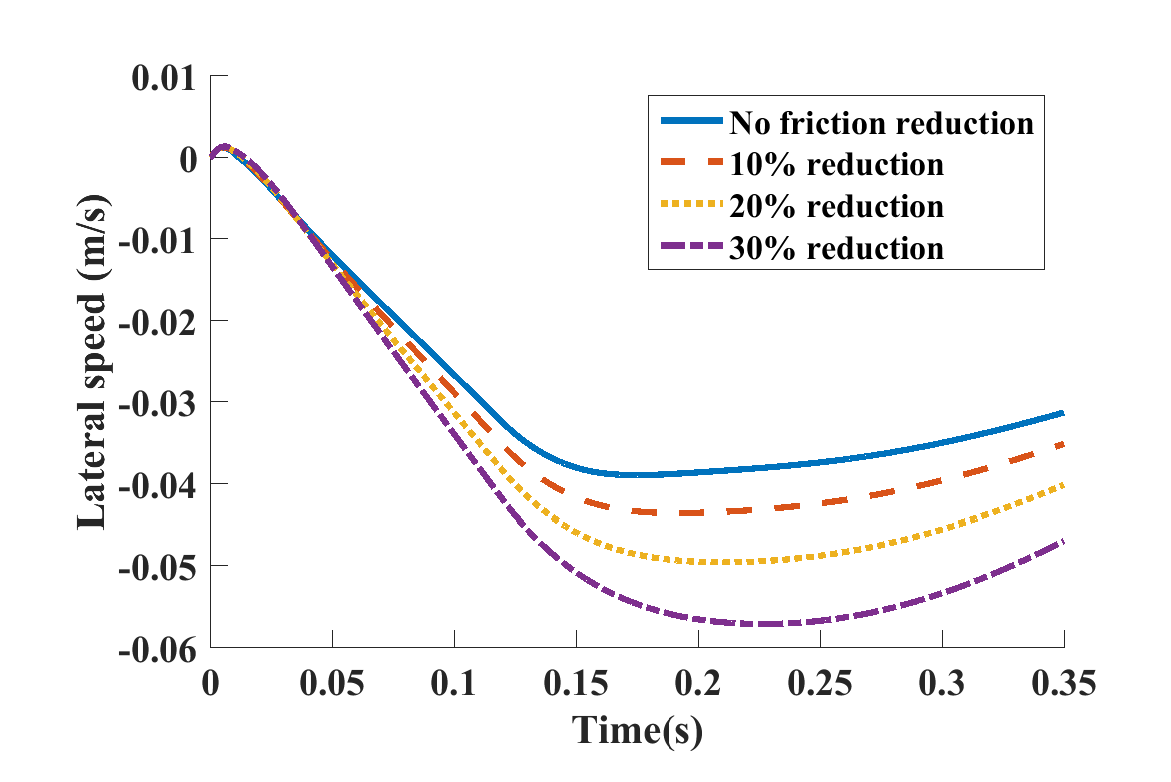 0.01
0
-0.01
-0.02
-0.03
-0.04
-0.05
-0.06
Lateral speed (m/s)
No friction reduction
10% reduction
20% reduction
30% reduction
0 0.05 0.1 0.15 0.2 0.25 0.3 0.35
Time(s)